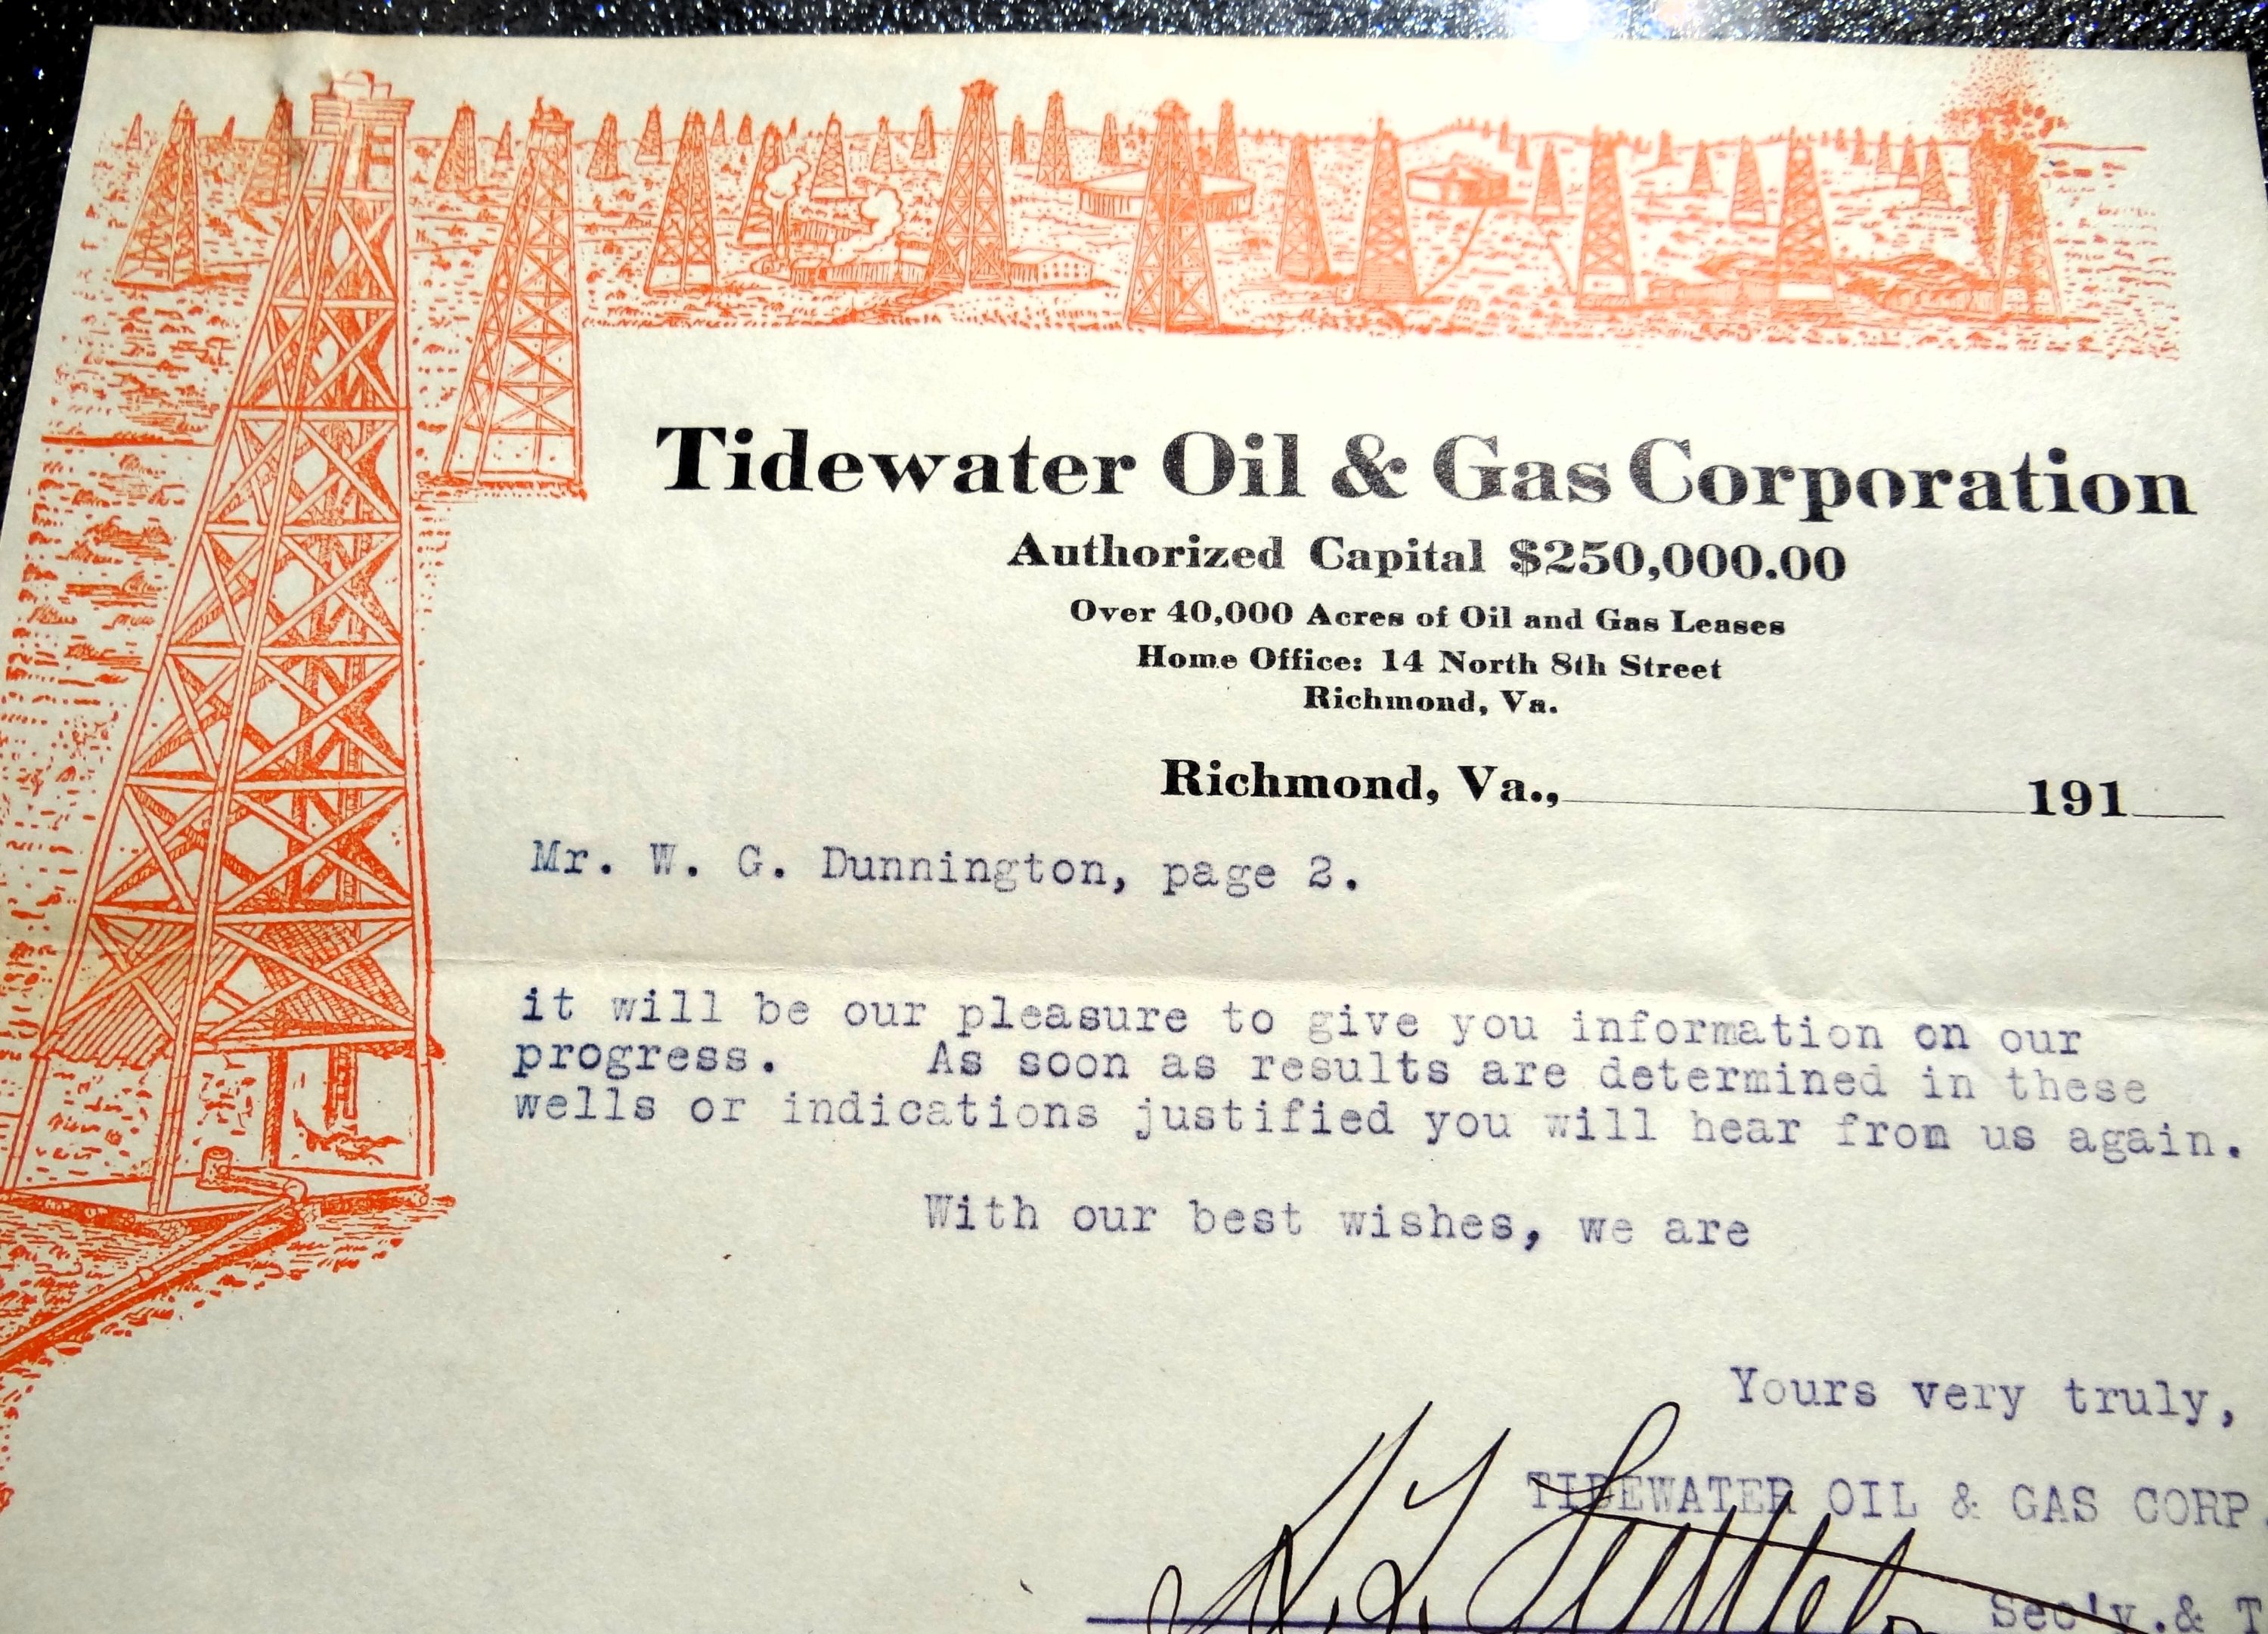 Tidewater Oil & Gas Corporation
Authorized Capital $250,000.00
Over 40,000 Acres of Oil and Gas Leases
Home Office: 14 North 8th Street
Richmond, Va.
Richmond, Va., 191
Mr. W. G. Dunnington, page 2.
it will be our pleasure to give you information on our
progress. As soon as results are determined in these
wells or indications justified you will hear from us again.
With our best wishes, we are
Yours very truly,
TIDEWATER OIL & GAS CORP.
Sec'y.& T